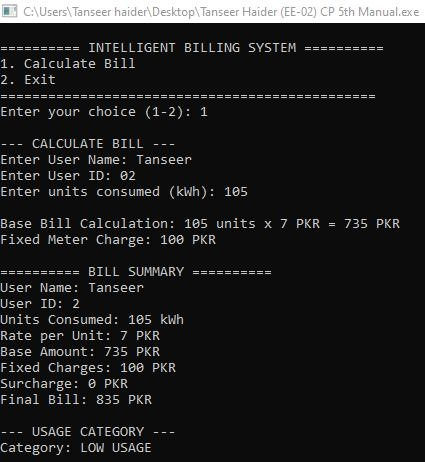 C:\Users\Tanseer haider\Desktop\Tanseer Haider (EE-02) CP 5th Manual.exe
========== INTELLIGENT BILLING SYSTEM ==========
1. Calculate Bill
2. Exit
===============================================
Enter your choice (1-2): 1
--- CALCULATE BILL ---
Enter User Name: Tanseer
Enter User ID: 02
Enter units consumed (kWh): 105
Base Bill Calculation: 105 units x 7 PKR = 735 PKR
Fixed Meter Charge: 100 PKR
========== BILL SUMMARY ==========
User Name: Tanseer
User ID: 2
Units Consumed: 105 kWh
Rate per Unit: 7 PKR
Base Amount: 735 PKR
Fixed Charges: 100 PKR
Surcharge: 0 PKR
Final Bill: 835 PKR
--- USAGE CATEGORY ---
Category: LOW USAGE